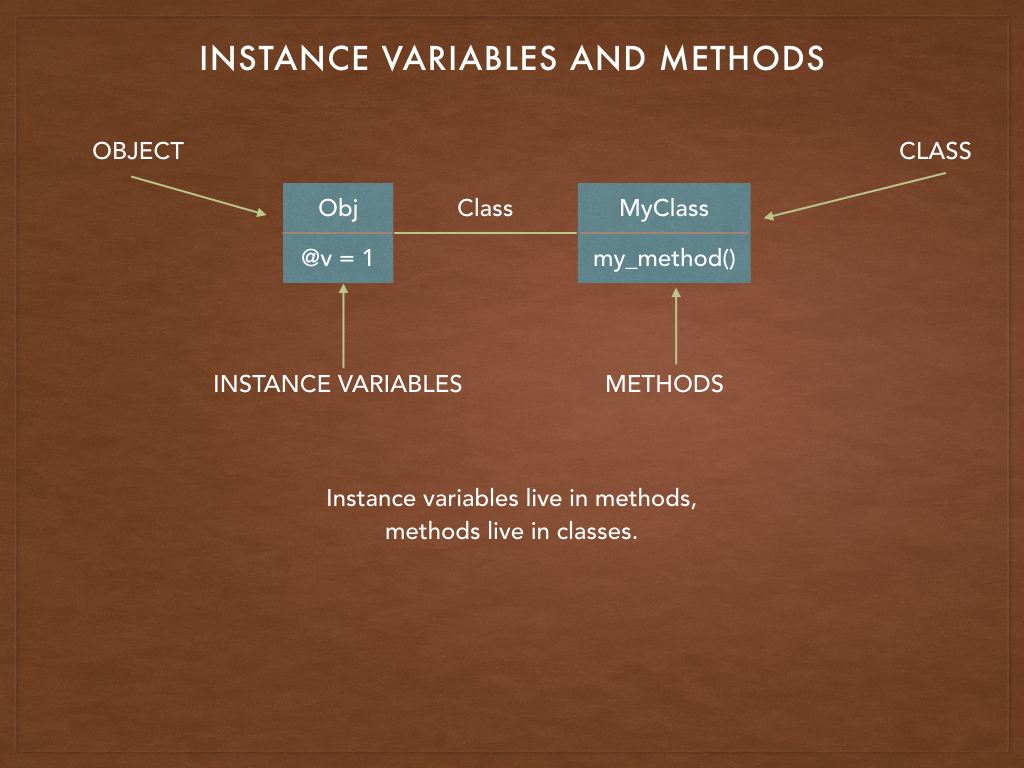 INSTANCE VARIABLES AND METHODS
OBJECT
CLASS
Obj
Class
MyClass
@v = 1
my_method()
INSTANCE VARIABLES
METHODS
Instance variables live in methods,
methods live in classes.